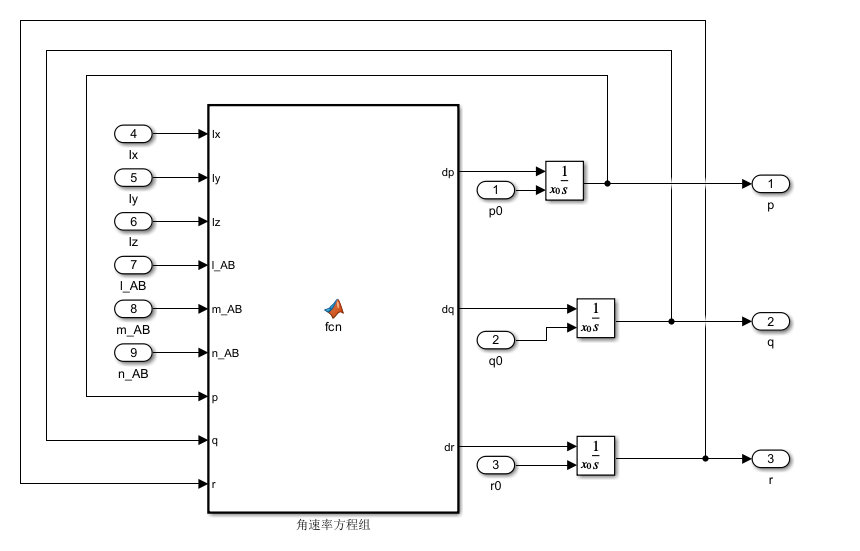 4
Ix
5
Iy
6
Iz
7
l_AB
8
m_AB
9
n_AB
Ix
Iy
Iz
l_AB
m_AB
n_AB
p
q
r
fcn
dp
dq
dr
角速率方程组
1
p0
2
q0
3
r0
1
x₀ s
1
x₀ s
1
x₀ s
1
p
2
q
3
r